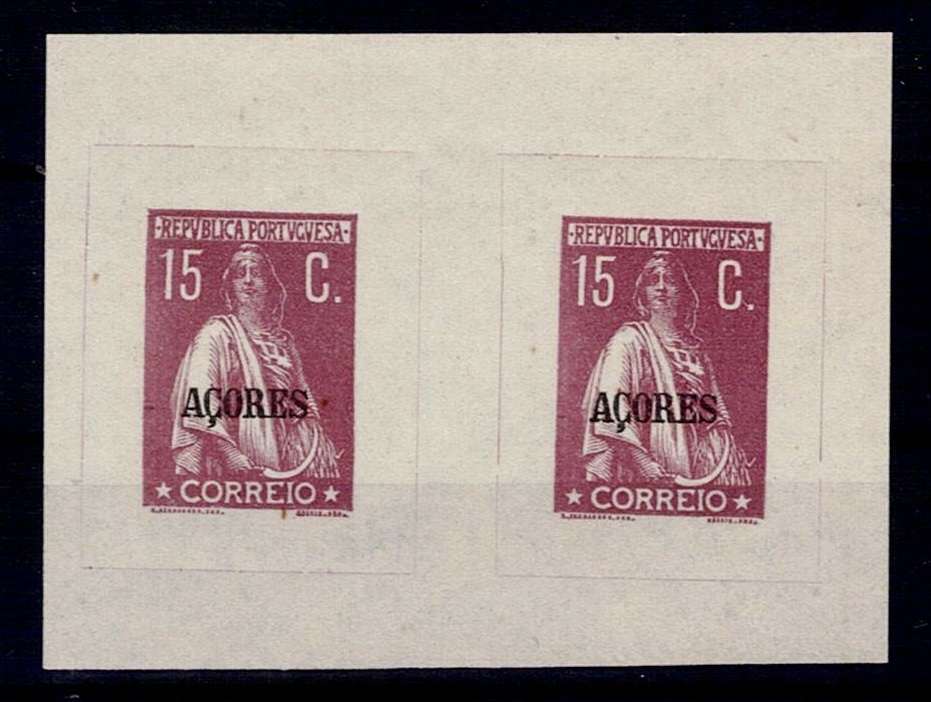 ·REPVBLICA PORTVGVESA·
15 C.
AÇORES
★ CORREIO ★
·REPVBLICA PORTVGVESA·
15 C.
AÇORES
★ CORREIO ★